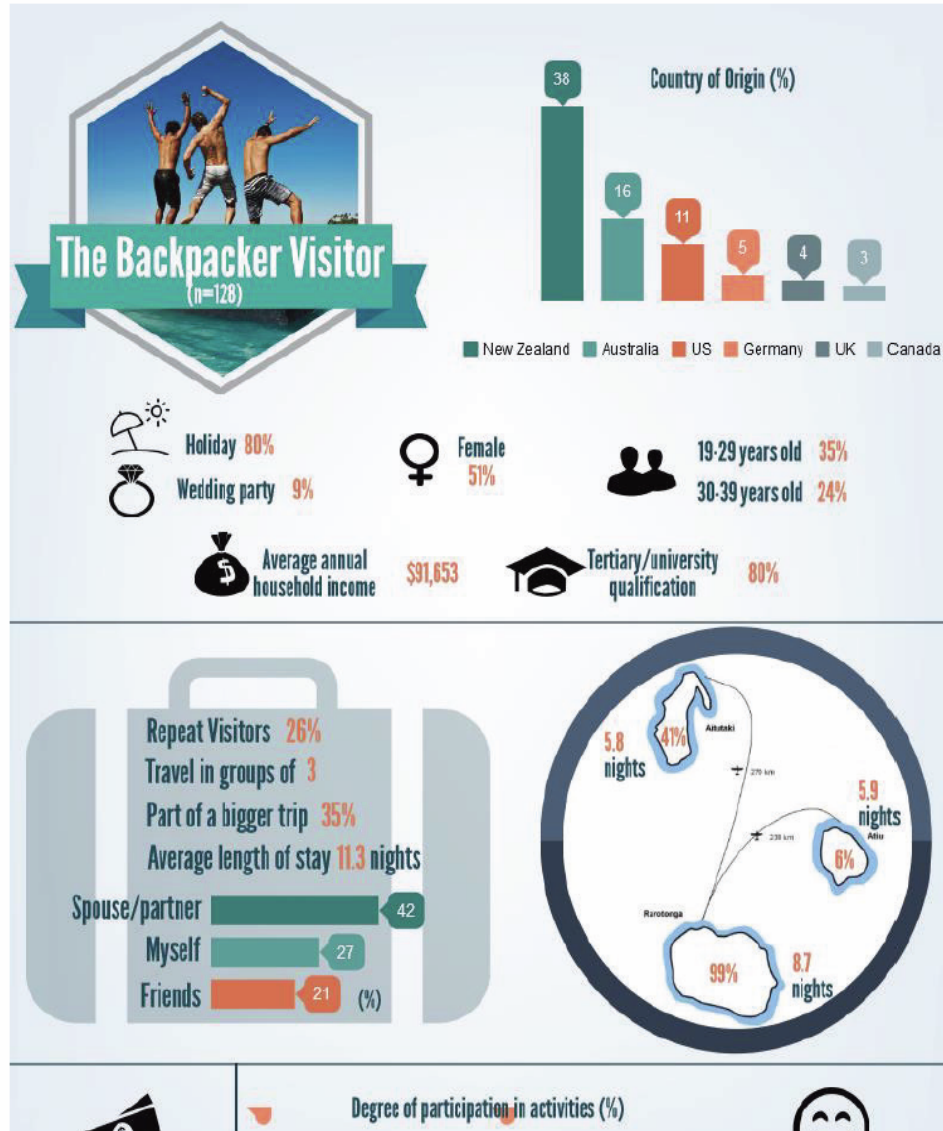 The Backpacker Visitor
(n=128)
Country of Origin (%)
38
16
11
5
4
3
New Zealand Australia US Germany UK Canada
Holiday 80%
Wedding party 9%
Female
51%
19-29 years old 35%
30-39 years old 24%
$
Average annual
household income
$91,653
Tertiary/university
qualification
80%
Repeat Visitors 26%
Travel in groups of 3
Part of a bigger trip 35%
Average length of stay 11.3 nights
Spouse/partner 42
Myself 27
Friends 21 (%)
5.8
nights
41%
Aitutaki
270 km
5.9
nights
Atiu
6%
238 km
Rarotonga
99%
8.7
nights
Degree of participation in activities (%)